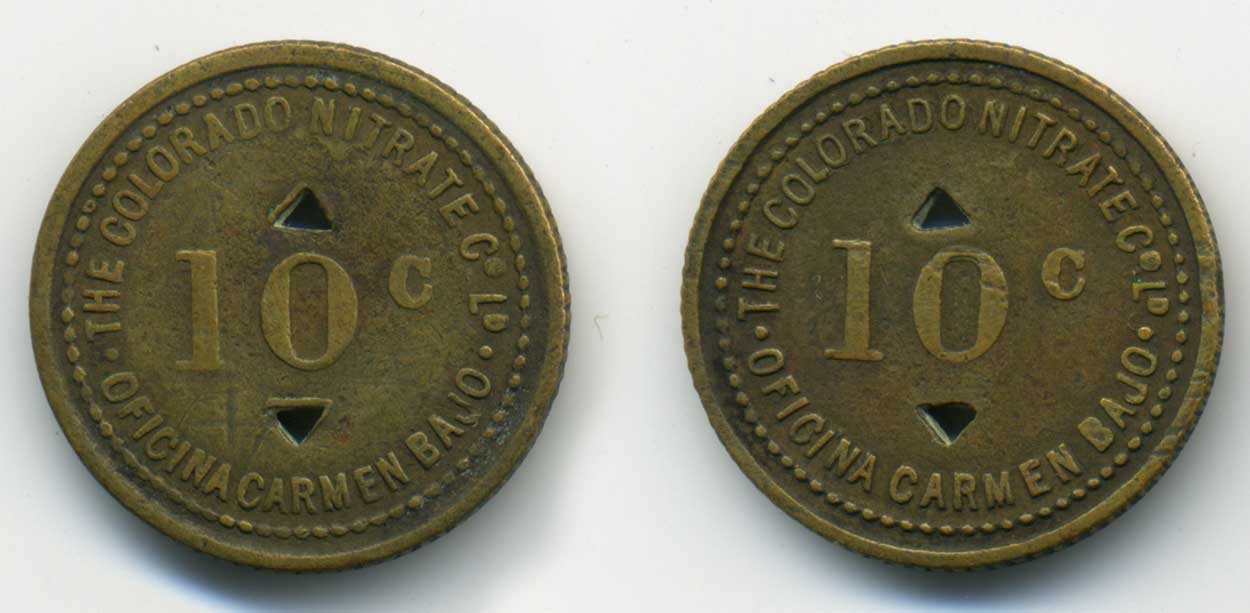 · THE COLORADO NITRATE Cº Lᴰ ·
10 C
OFICINA CARMEN BAJO
· THE COLORADO NITRATE Cº Lᴰ ·
10 C
OFICINA CARMEN BAJO